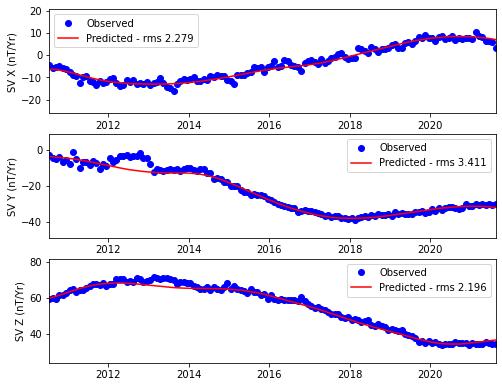 20
10
0
−10
−20
SV X (nT/Yr)
Observed
Predicted - rms 2.279
2012 2014 2016 2018 2020
0
−20
−40
SV Y (nT/Yr)
Observed
Predicted - rms 3.411
2012 2014 2016 2018 2020
80
60
40
SV Z (nT/Yr)
Observed
Predicted - rms 2.196
2012 2014 2016 2018 2020